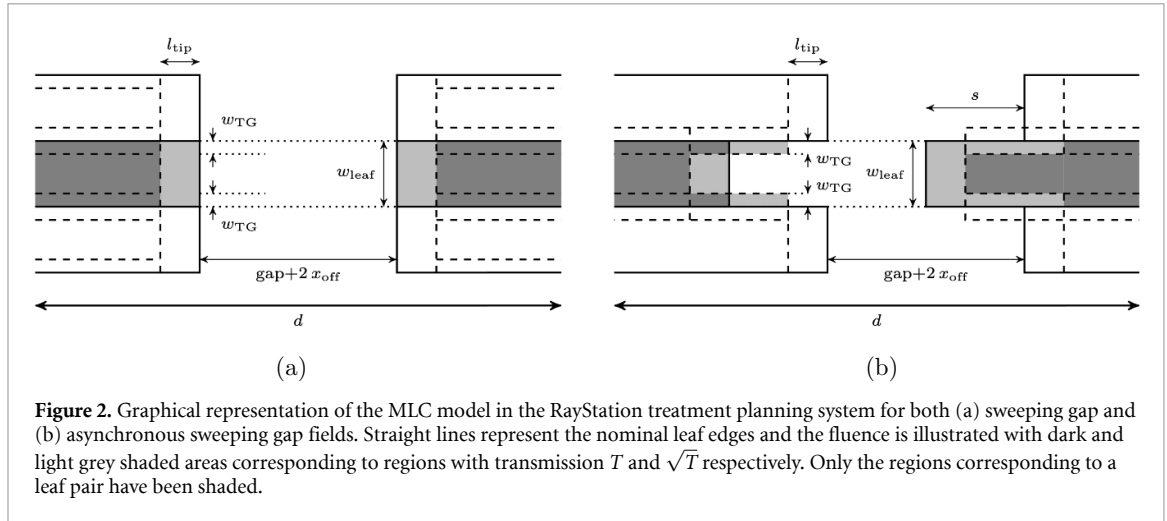 l_tip
w_TG
w_leaf
w_TG
gap+2 x_off
d
(a)
l_tip
s
w_TG
w_leaf
w_TG
gap+2 x_off
d
(b)
Figure 2. Graphical representation of the MLC model in the RayStation treatment planning system for both (a) sweeping gap and
(b) asynchronous sweeping gap fields. Straight lines represent the nominal leaf edges and the fluence is illustrated with dark and
light grey shaded areas corresponding to regions with transmission T and √T respectively. Only the regions corresponding to a
leaf pair have been shaded.